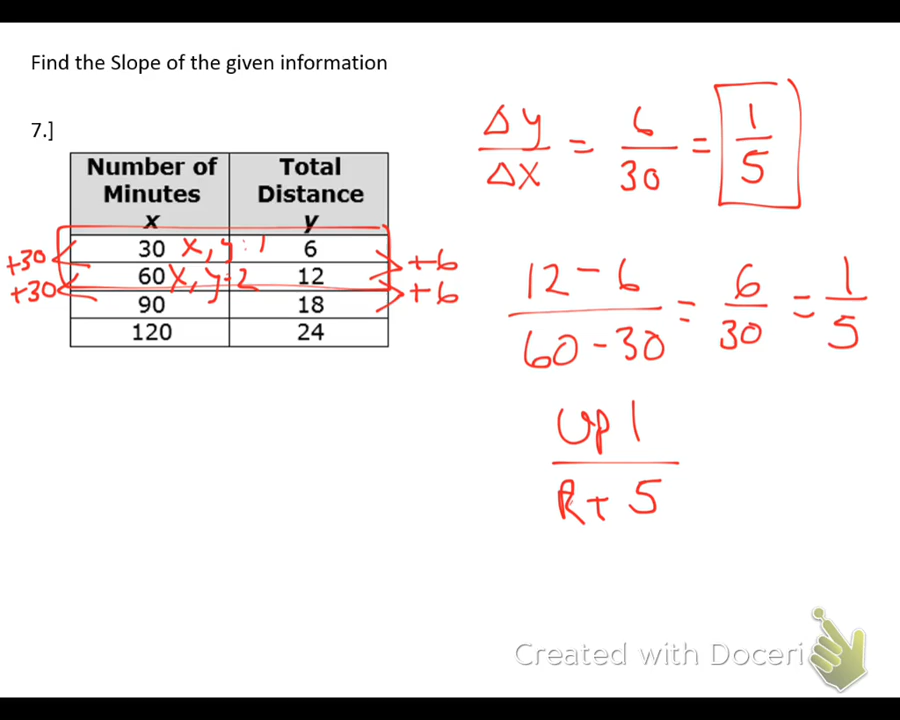 Find the Slope of the given information
7.]
Number of Minutes x Total Distance y
30 x, y : 1 6
60 x, y - 2 12
90 18
120 24
+30
+30
+6
+6
Δy/Δx = 6/30 = 1/5
12 - 6/60 - 30 = 6/30 = 1/5
Up 1
R+ 5
Created with Doceri